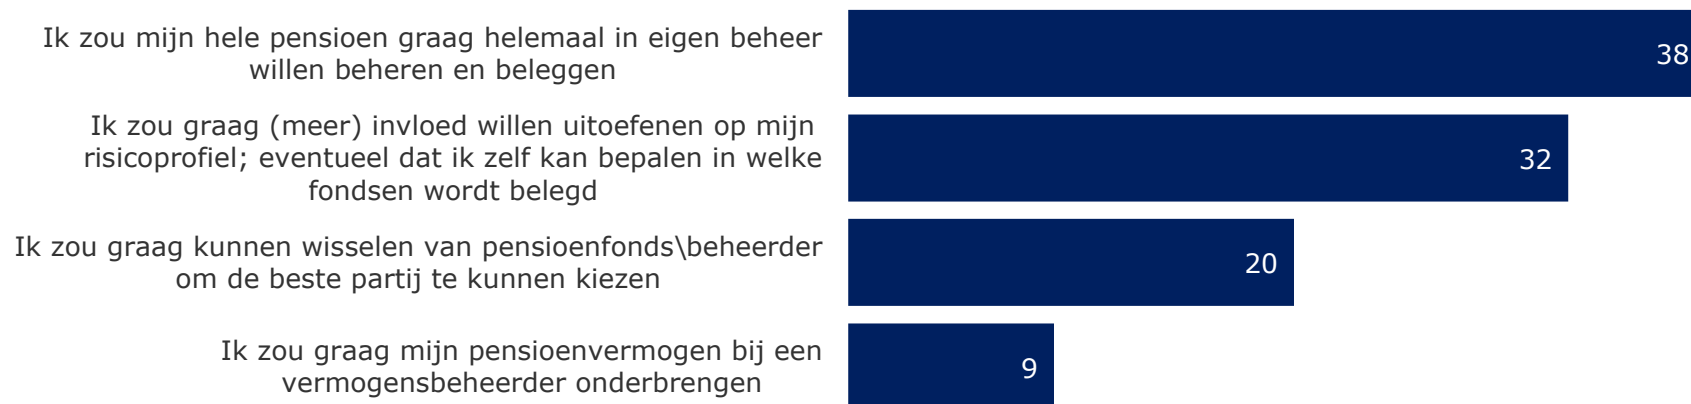 Ik zou mijn hele pensioen graag helemaal in eigen beheer
willen beheren en beleggen
38
Ik zou graag (meer) invloed willen uitoefenen op mijn
risicoprofiel; eventueel dat ik zelf kan bepalen in welke
fondsen wordt belegd
32
Ik zou graag kunnen wisselen van pensioenfonds\beheerder
om de beste partij te kunnen kiezen
20
Ik zou graag mijn pensioenvermogen bij een
vermogensbeheerder onderbrengen
9